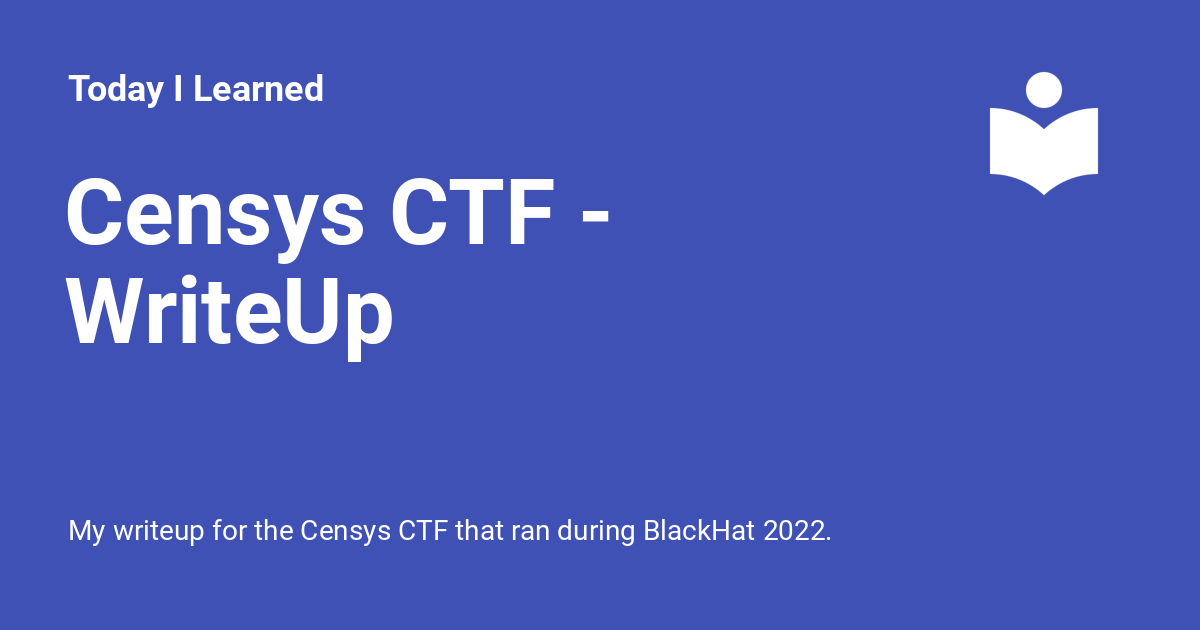 Today I Learned
Censys CTF -
WriteUp
My writeup for the Censys CTF that ran during BlackHat 2022.